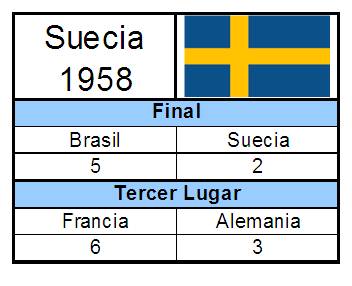 Suecia
1958
Final
Brasil Suecia
5 2
Tercer Lugar
Francia Alemania
6 3